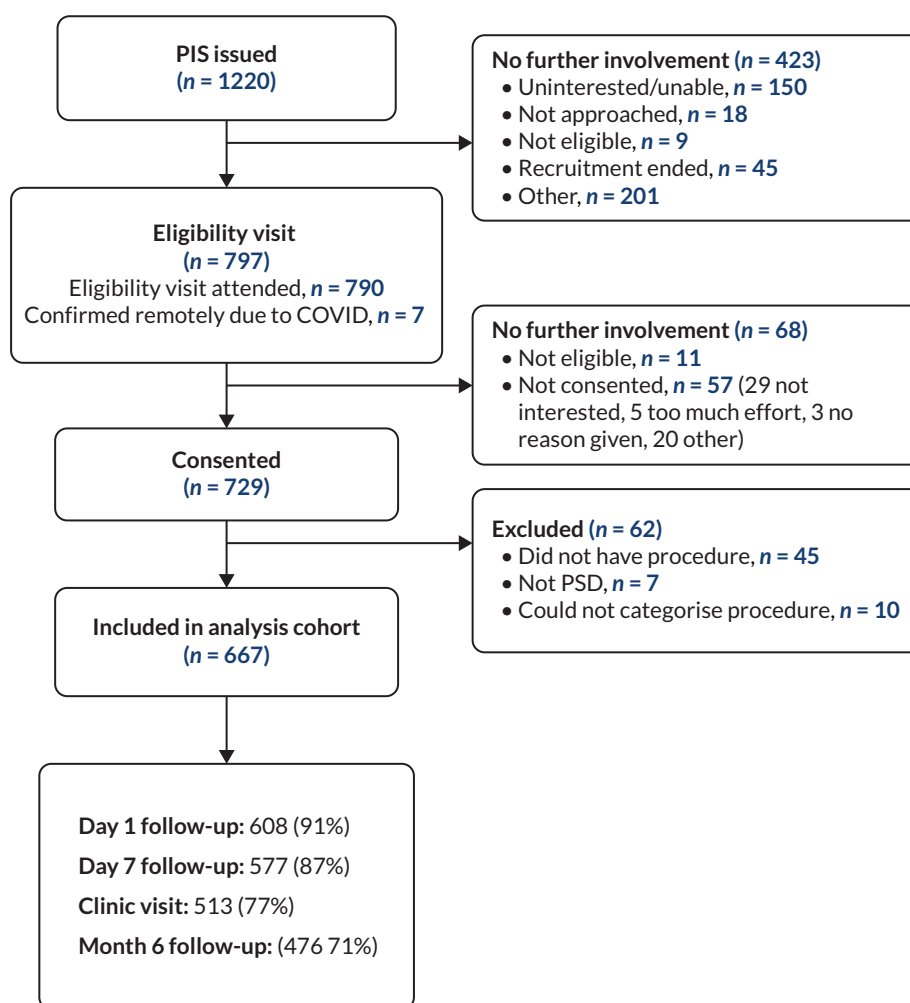 PIS issued
(n = 1220)
No further involvement (n = 423)
• Uninterested/unable, n = 150
• Not approached, n = 18
• Not eligible, n = 9
• Recruitment ended, n = 45
• Other, n = 201
Eligibility visit
(n = 797)
Eligibility visit attended, n = 790
Confirmed remotely due to COVID, n = 7
No further involvement (n = 68)
• Not eligible, n = 11
• Not consented, n = 57 (29 not
interested, 5 too much effort, 3 no
reason given, 20 other)
Consented
(n = 729)
Excluded (n = 62)
• Did not have procedure, n = 45
• Not PSD, n = 7
• Could not categorise procedure, n = 10
Included in analysis cohort
(n = 667)
Day 1 follow-up: 608 (91%)
Day 7 follow-up: 577 (87%)
Clinic visit: 513 (77%)
Month 6 follow-up: (476 71%)